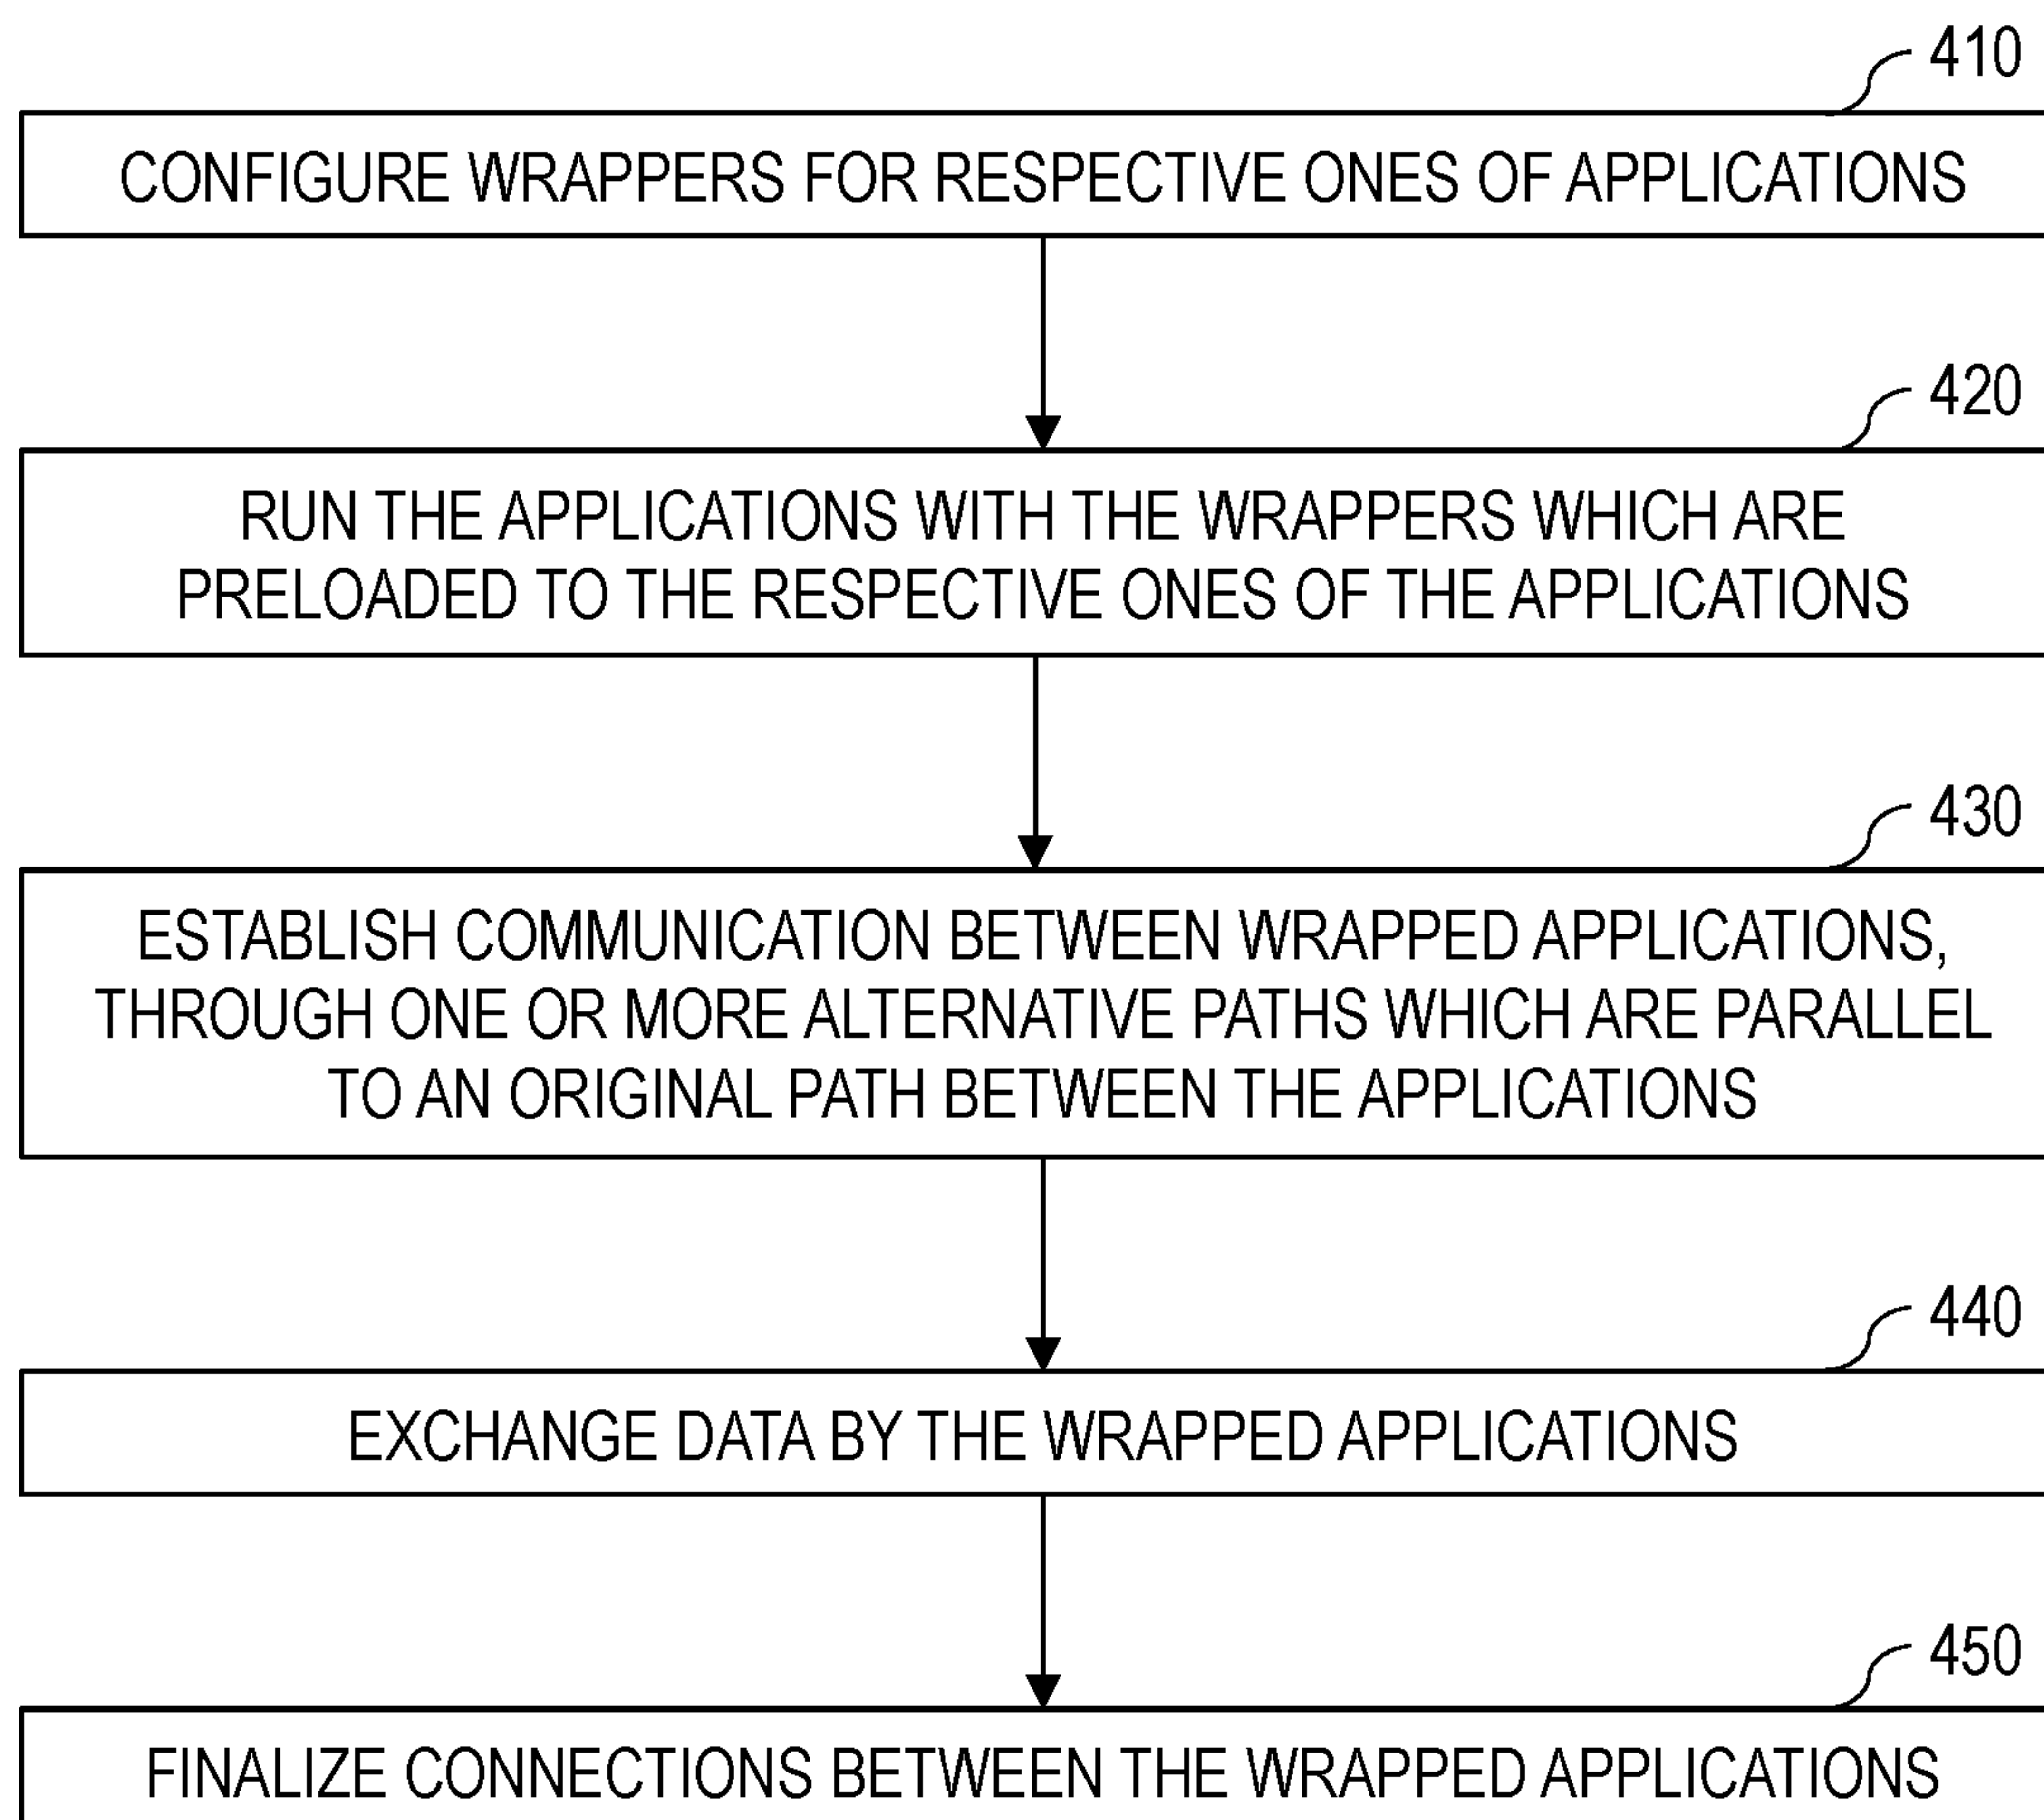 410
CONFIGURE WRAPPERS FOR RESPECTIVE ONES OF APPLICATIONS
420
RUN THE APPLICATIONS WITH THE WRAPPERS WHICH ARE
PRELOADED TO THE RESPECTIVE ONES OF THE APPLICATIONS
430
ESTABLISH COMMUNICATION BETWEEN WRAPPED APPLICATIONS,
THROUGH ONE OR MORE ALTERNATIVE PATHS WHICH ARE PARALLEL
TO AN ORIGINAL PATH BETWEEN THE APPLICATIONS
440
EXCHANGE DATA BY THE WRAPPED APPLICATIONS
450
FINALIZE CONNECTIONS BETWEEN THE WRAPPED APPLICATIONS